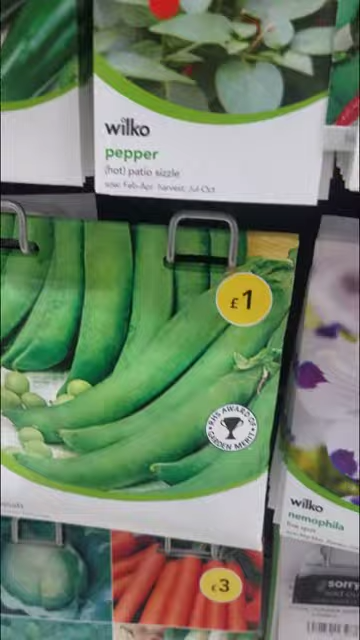 wilko
pepper
(hot) patio sizzle
sow: Feb-Apr harvest: Jul-Oct
£1
RHS AWARD OF
GARDEN MERIT
wilko
nemophila
£3
sorry